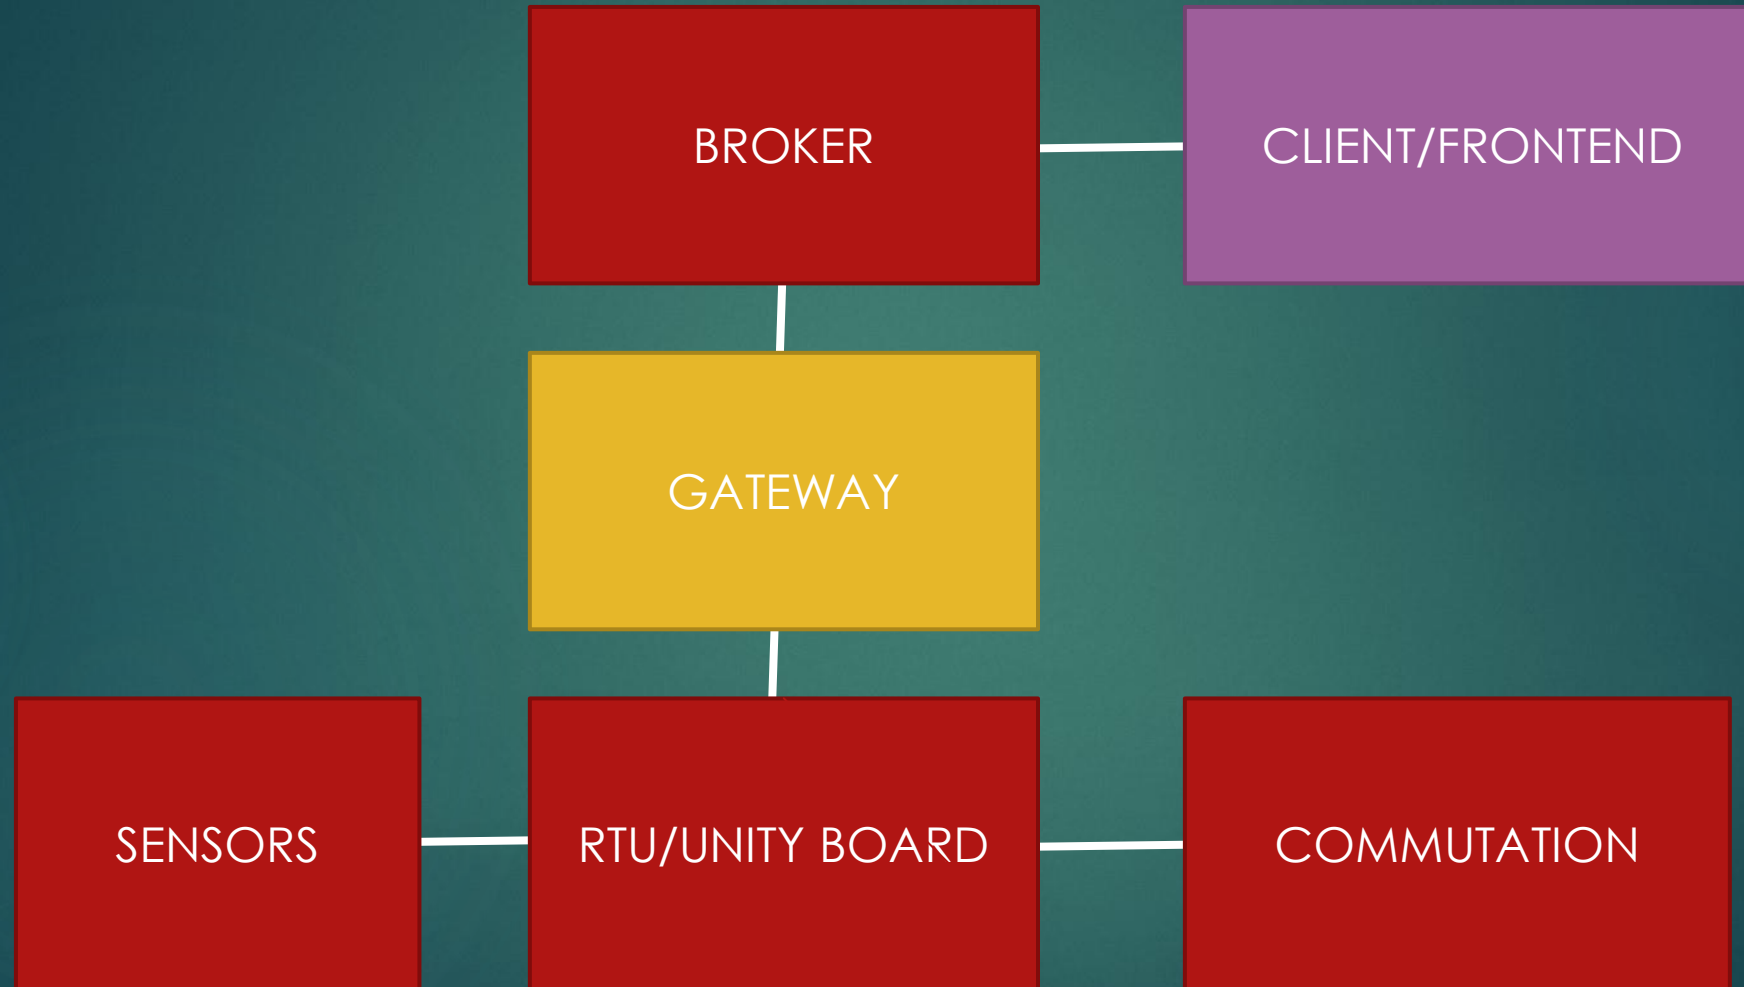 BROKER
CLIENT/FRONTEND
GATEWAY
SENSORS
RTU/UNITY BOARD
COMMUTATION